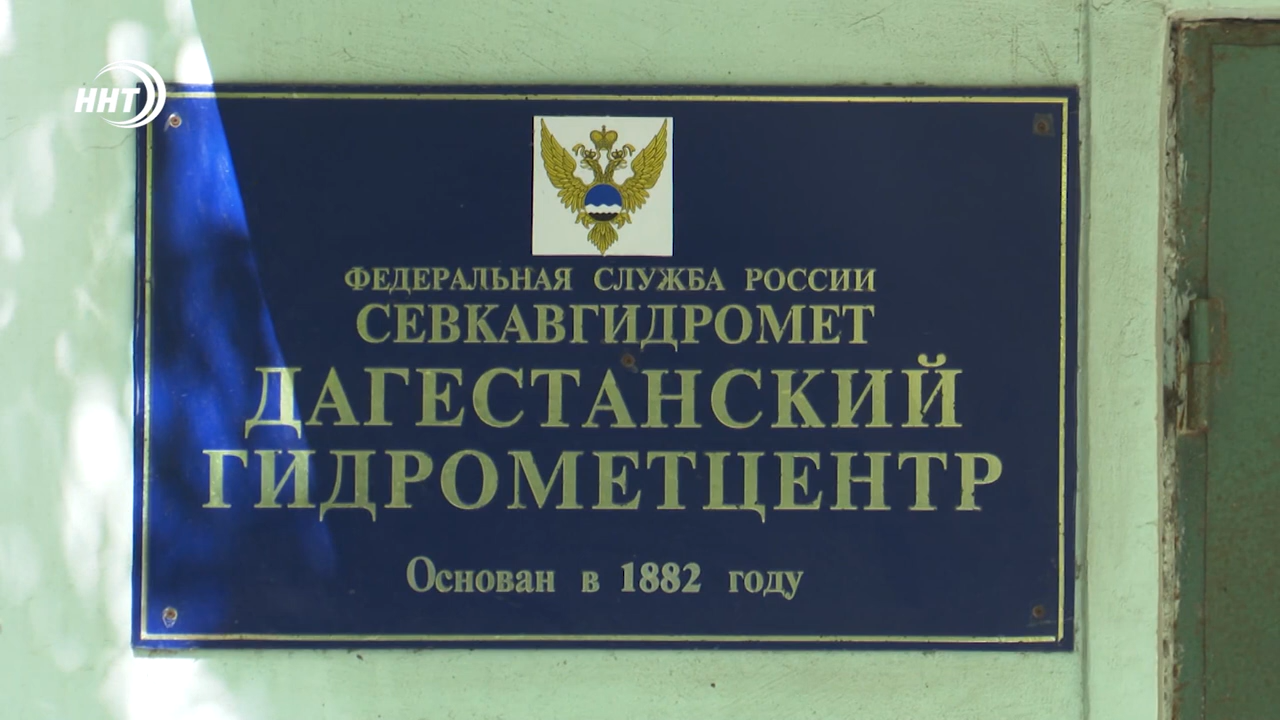 ННТ
ФЕДЕРАЛЬНАЯ СЛУЖБА РОССИИ
СЕВКАВГИДРОМЕТ
ДАГЕСТАНСКИЙ
ГИДРОМЕТЦЕНТР
Основан в 1882 году